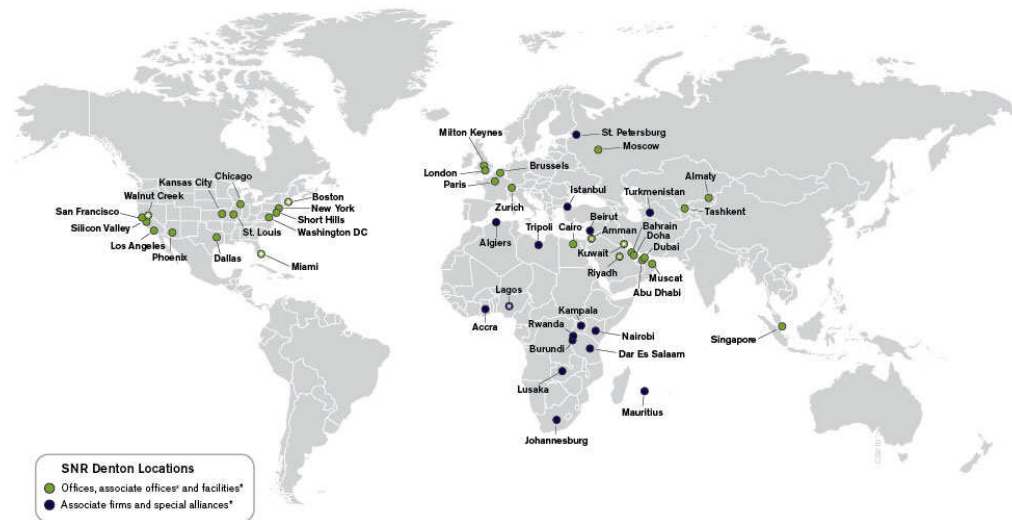 St. Petersburg
Milton Keynes
Moscow
London
Brussels
Almaty
Paris
Chicago
Kansas City
Boston
Istanbul
Turkmenistan
Walnut Creek
Zurich
New York
Tashkent
San Francisco
Short Hills
Beirut
Bahrain
Silicon Valley
St. Louis
Washington DC
Tripoli
Cairo
Amman
Doha
Los Angeles
Algiers
Kuwait
Dubai
Phoenix
Dallas
Miami
Riyadh
Muscat
Abu Dhabi
Lagos
Kampala
Accra
Rwanda
Nairobi
Singapore
Burundi
Dar Es Salaam
Lusaka
Mauritius
Johannesburg
SNR Denton Locations
Offices, associate offices and facilities*
Associate firms and special alliances*